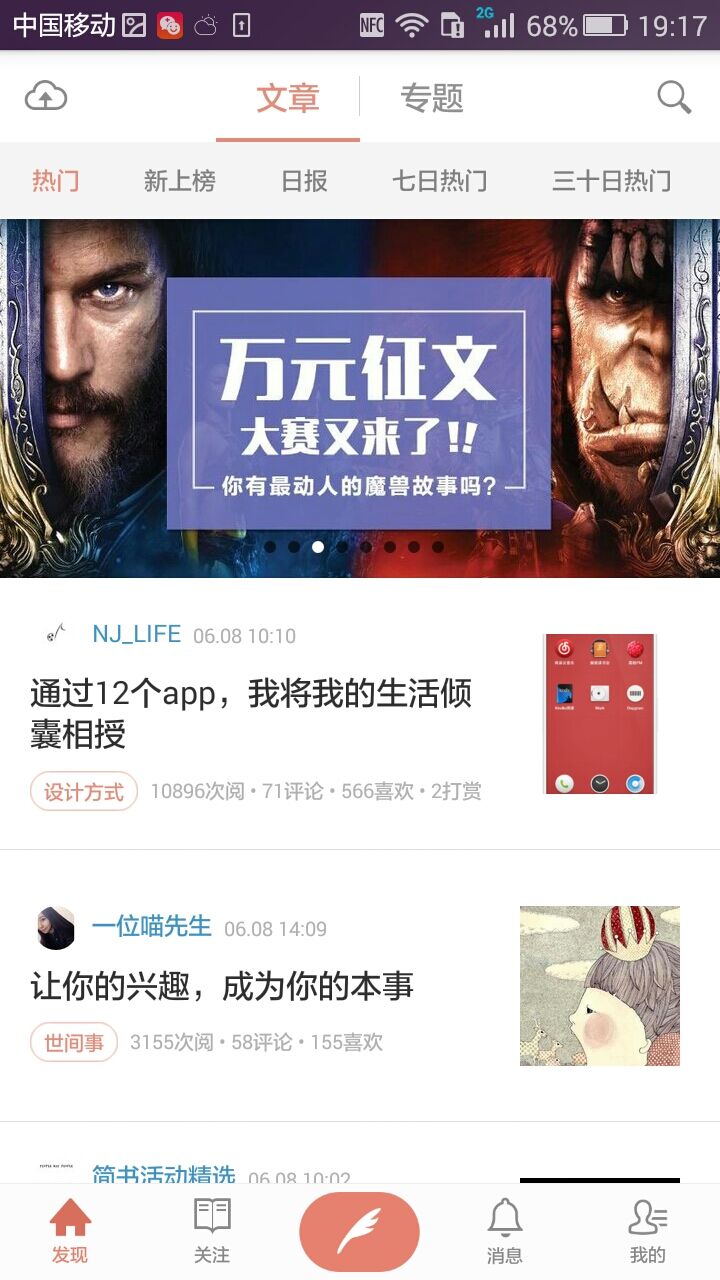 中国移动 NFC 2G 68% 19:17
文章 专题
热门 新上榜 日报 七日热门 三十日热门
万元征文
大赛又来了!!
你有最动人的魔兽故事吗?
NJ_LIFE 06.08 10:10
通过12个app，我将我的生活倾
囊相授
设计方式 10896次阅 • 71评论 • 566喜欢 • 2打赏
一位喵先生 06.08 14:09
让你的兴趣，成为你的本事
世间事 3155次阅 • 58评论 • 155喜欢
简书活动精选 06.08 10:02
发现 关注 消息 我的